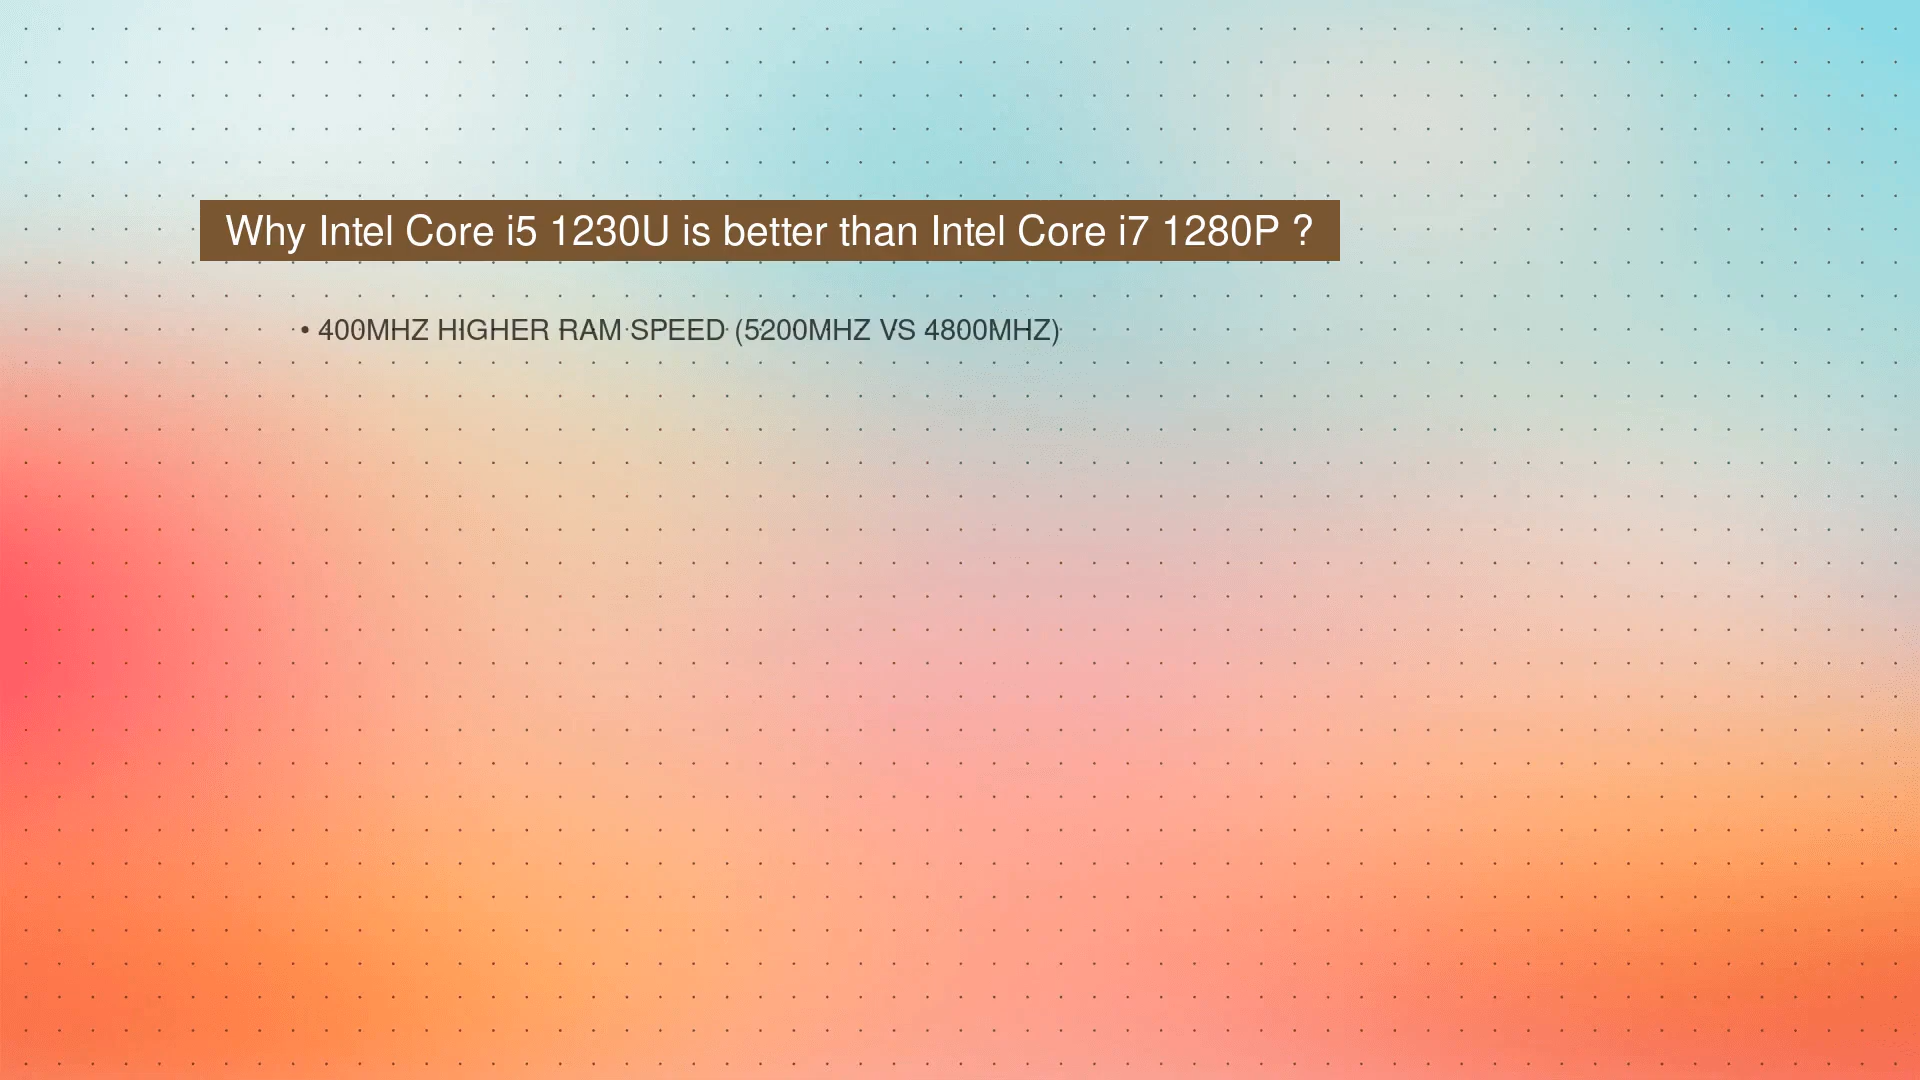 Why Intel Core i5 1230U is better than Intel Core i7 1280P ?
• 400MHZ HIGHER RAM SPEED (5200MHZ VS 4800MHZ)